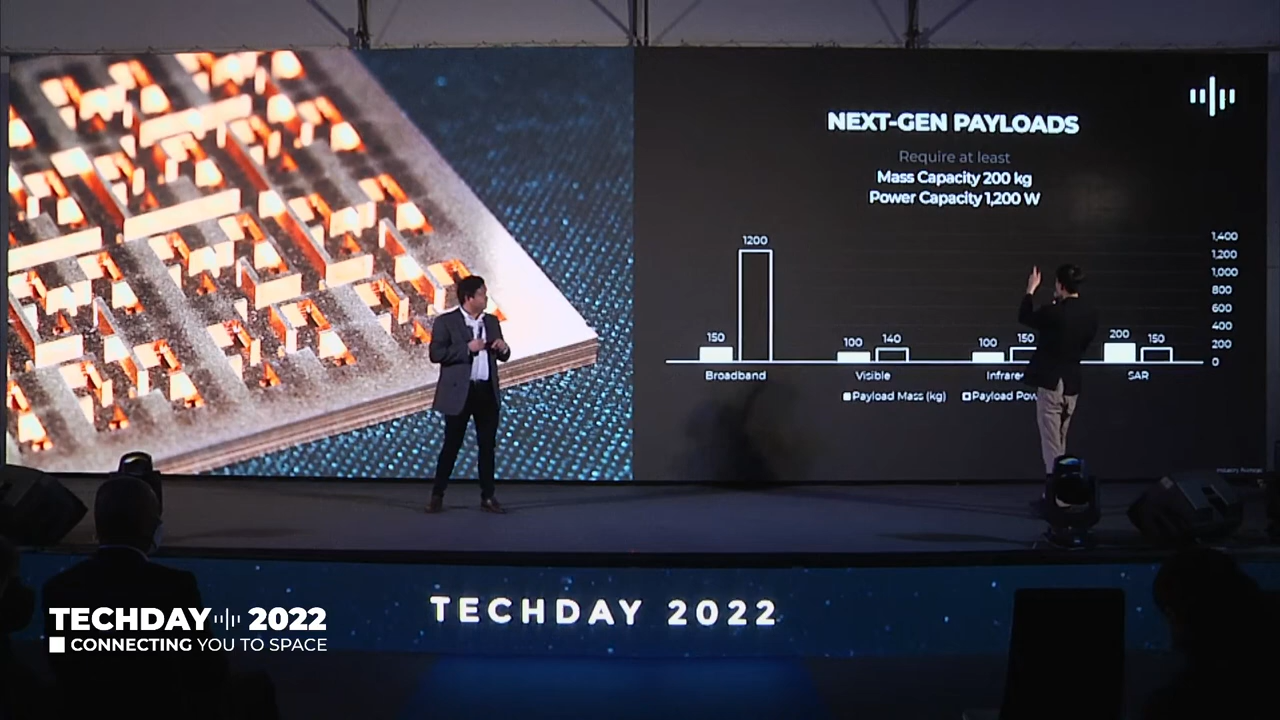 NEXT-GEN PAYLOADS
Require at least
Mass Capacity 200 kg
Power Capacity 1,200 W
1,400
1,200
1,000
800
600
400
200
0
150
1200
100
140
100
150
200
150
Broadband
Visible
SAR
Payload Mass (kg)
Payload
TECHDAY 2022
TECHDAY 2022
CONNECTING YOU TO SPACE